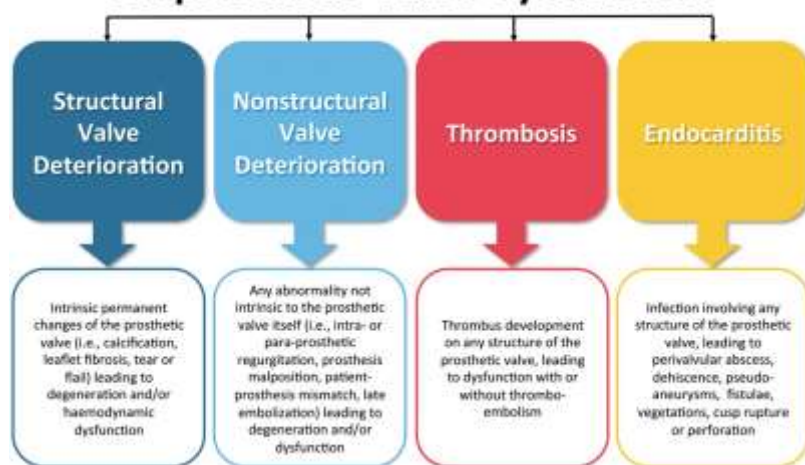 Structural
Valve
Deterioration
Nonstructural
Valve
Deterioration
Thrombosis
Endocarditis
Intrinsic permanent
changes of the prosthetic
valve (i.e., calcification,
leaflet fibrosis, tear or
flail) leading to
degeneration and/or
haemodynamic
dysfunction
Any abnormality not
intrinsic to the prosthetic
valve itself (i.e., intra- or
para-prosthetic
regurgitation, prosthesis
malposition, patient-
prosthesis mismatch, late
embolization) leading to
degeneration and/or
dysfunction
Thrombus development
on any structure of the
prosthetic valve, leading
to dysfunction with or
without thrombo-
embolism
Infection involving any
structure of the prosthetic
valve, leading to
perivalvular abscess,
dehiscence, pseudo-
aneurysms, fistulae,
vegetations, cusp rupture
or perforation